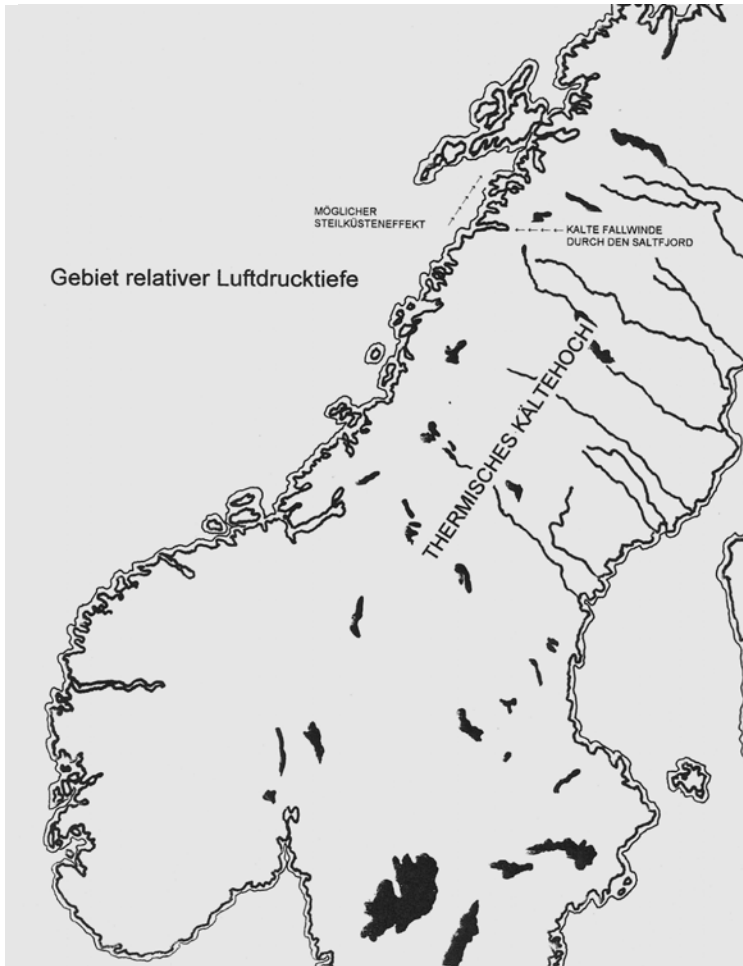 MÖGLICHER
STEILKÜSTENEFFEKT
KALTE FALLWINDE
DURCH DEN SALTFJORD
Gebiet relativer Luftdrucktiefe
THERMISCHES KÄLTEHOCH